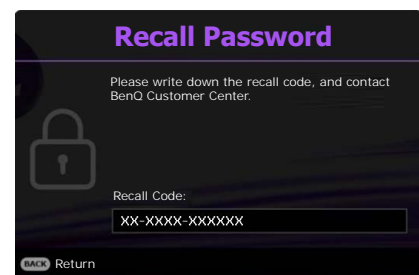 Recall Password
Please write down the recall code, and contact
BenQ Customer Center.
Recall Code:
XX-XXXX-XXXXXX
BACK Return